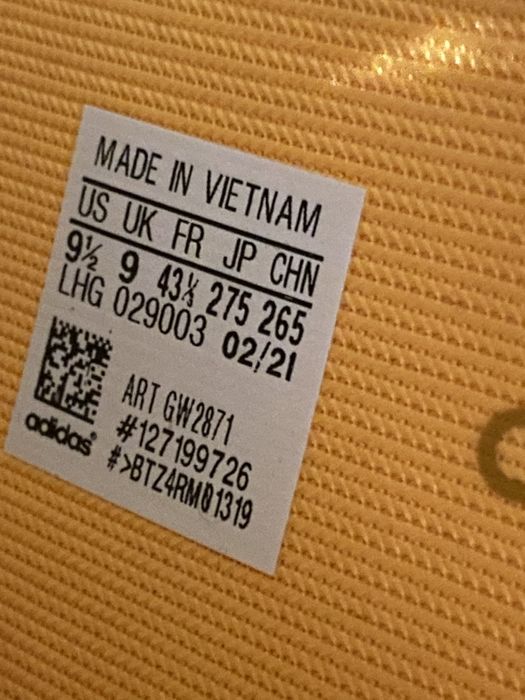 MADE IN VIETNAM
US UK FR JP CHN
9½ 9 43⅓ 275 265
LHG 029003 02/21
ART GW2871
#127199726
#>BTZ4RM01319
adidas®